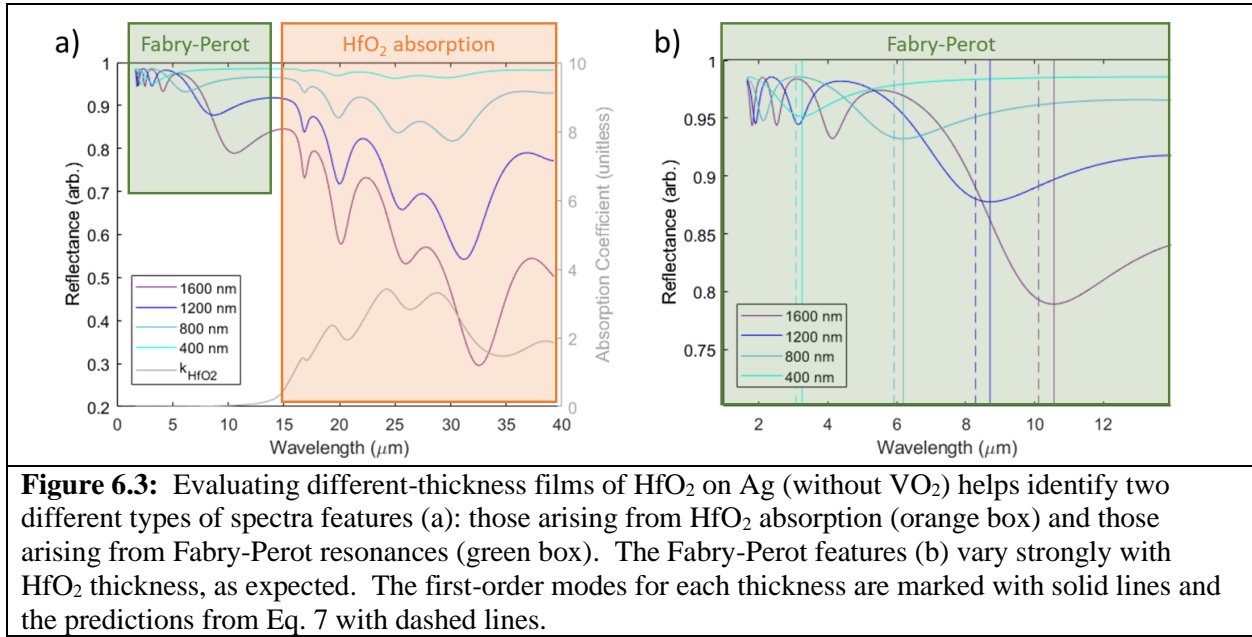 a)
Fabry-Perot
HfO₂ absorption
Reflectance (arb.)
1
0.9
0.8
0.7
0.6
0.5
0.4
0.3
0.2
1600 nm
1200 nm
800 nm
400 nm
k_HfO2
10
8
6
4
2
0
Absorption Coefficient (unitless)
0 5 10 15 20 25 30 35 40
Wavelength (μm)
b)
Fabry-Perot
Reflectance (arb.)
1
0.95
0.9
0.85
0.8
0.75
1600 nm
1200 nm
800 nm
400 nm
2 4 6 8 10 12
Wavelength (μm)
Figure 6.3: Evaluating different-thickness films of HfO₂ on Ag (without VO₂) helps identify two
different types of spectra features (a): those arising from HfO₂ absorption (orange box) and those
arising from Fabry-Perot resonances (green box). The Fabry-Perot features (b) vary strongly with
HfO₂ thickness, as expected. The first-order modes for each thickness are marked with solid lines and
the predictions from Eq. 7 with dashed lines.